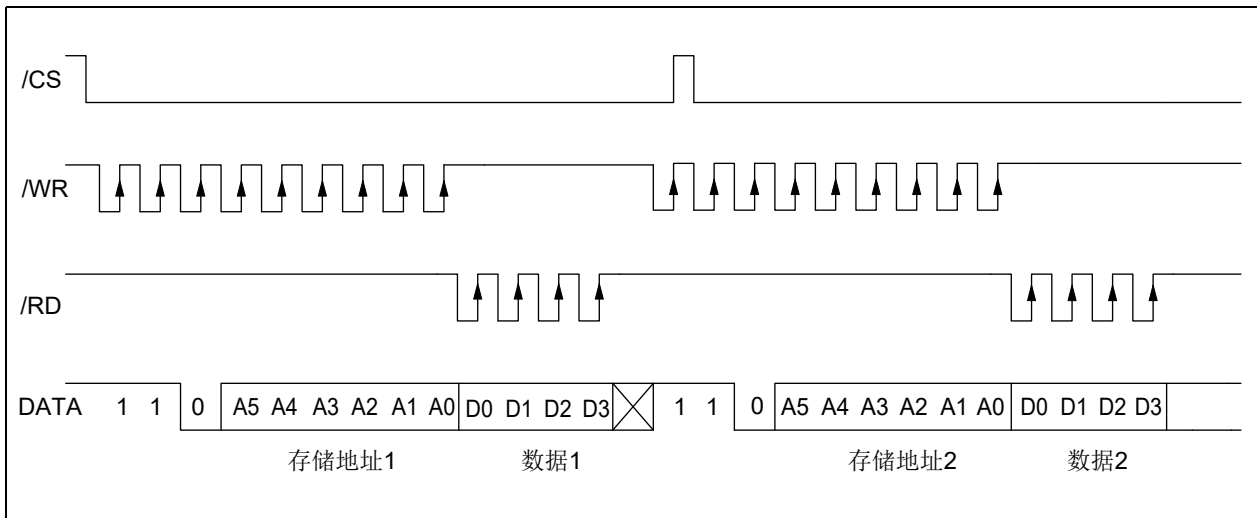 /CS
/WR
/RD
DATA 1 1 0 A5 A4 A3 A2 A1 A0 D0 D1 D2 D3 1 1 0 A5 A4 A3 A2 A1 A0 D0 D1 D2 D3
存储地址1 数据1 存储地址2 数据2